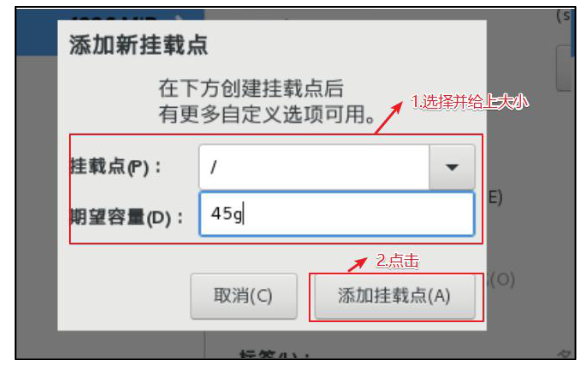 添加新挂载点
在下方创建挂载点后
有更多自定义选项可用。
1.选择并给上大小
挂载点(P)：
/
期望容量(D)：
45g
E)
2.点击
取消(C)
添加挂载点(A)
(O)
标签(L)：